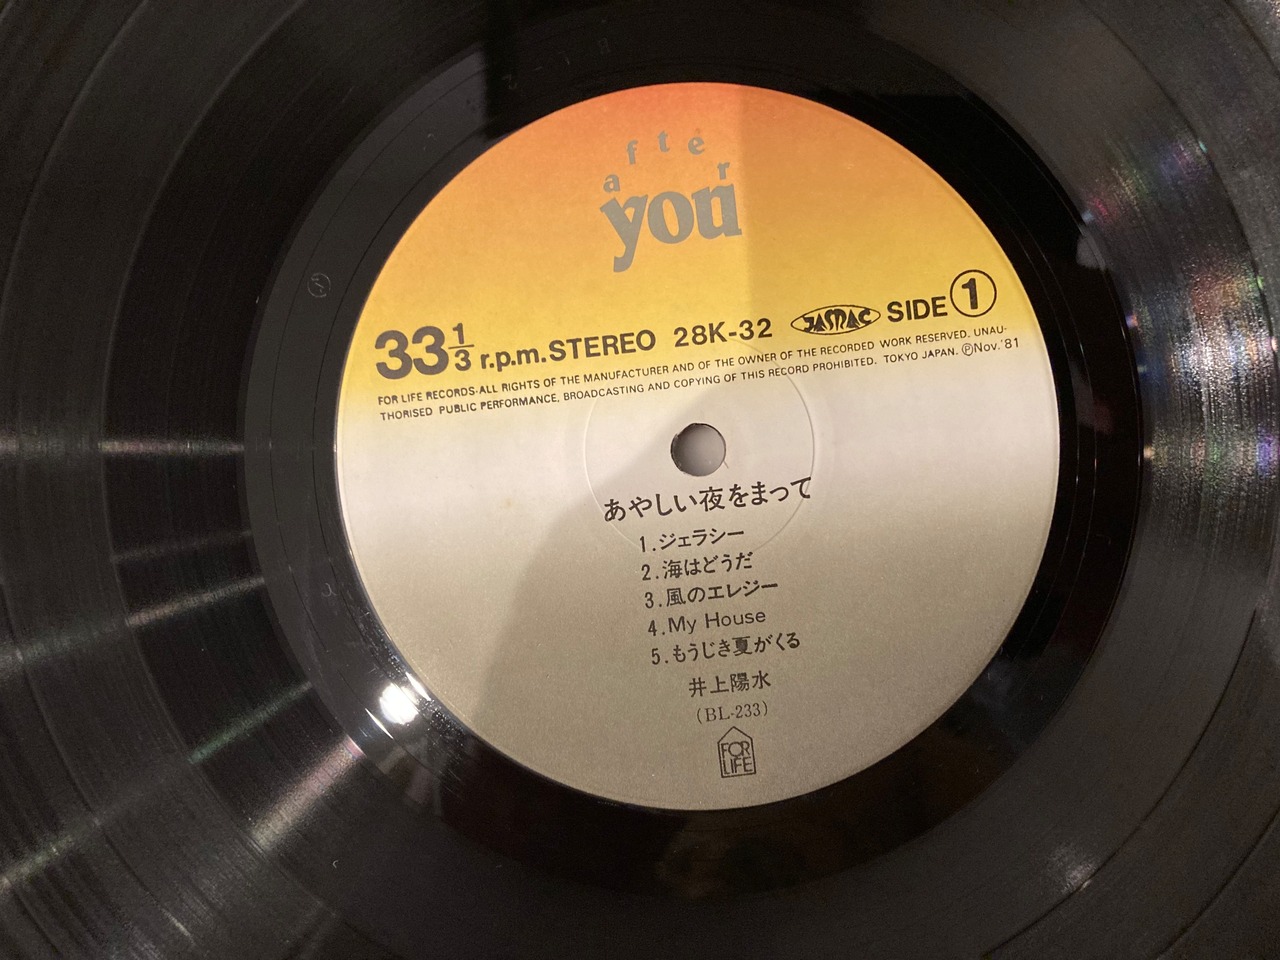 after
you
33 1/3 r.p.m. STEREO 28K-32 JASRAC SIDE 1
FOR LIFE RECORDS·ALL RIGHTS OF THE MANUFACTURER AND OF THE OWNER OF THE RECORDED WORK RESERVED. UNAU-
THORISED PUBLIC PERFORMANCE, BROADCASTING AND COPYING OF THIS RECORD PROHIBITED. TOKYO JAPAN. ℗Nov.'81
あやしい夜をまって
1.ジェラシー
2.海はどうだ
3.風のエレジー
4.My House
5.もうじき夏がくる
井上陽水
(BL-233)
FOR
LIFE